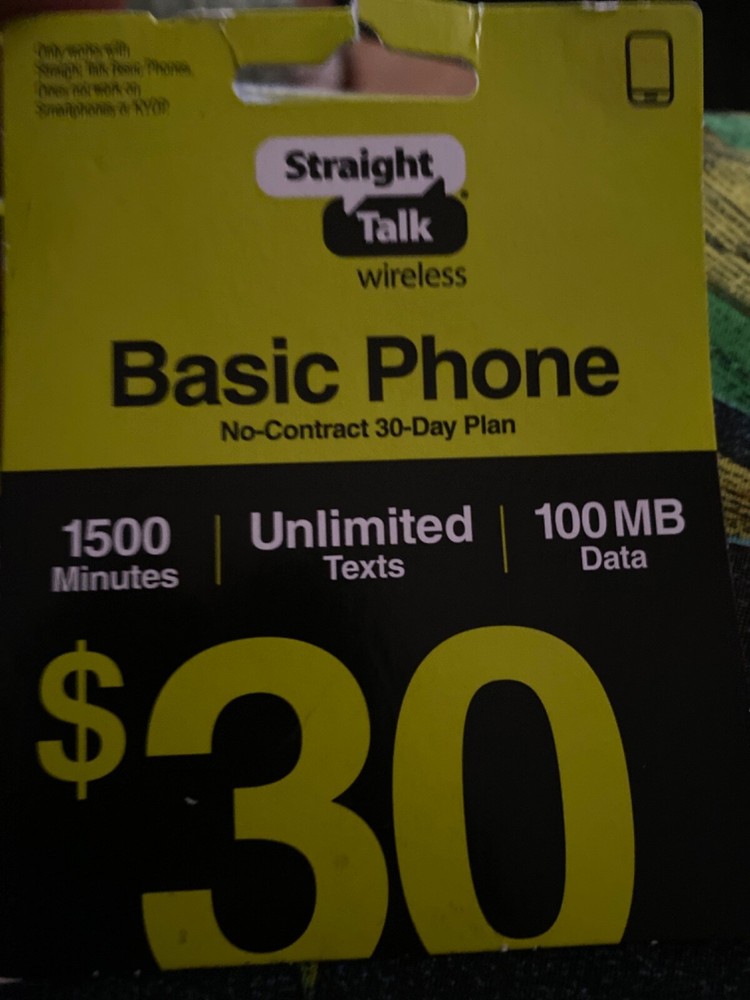 Only works with
Straight Talk Basic Phones.
Does not work on
Smartphones or BYOP.
Straight
Talk
wireless
Basic Phone
No-Contract 30-Day Plan
1500 Minutes
Unlimited Texts
100 MB Data
$30